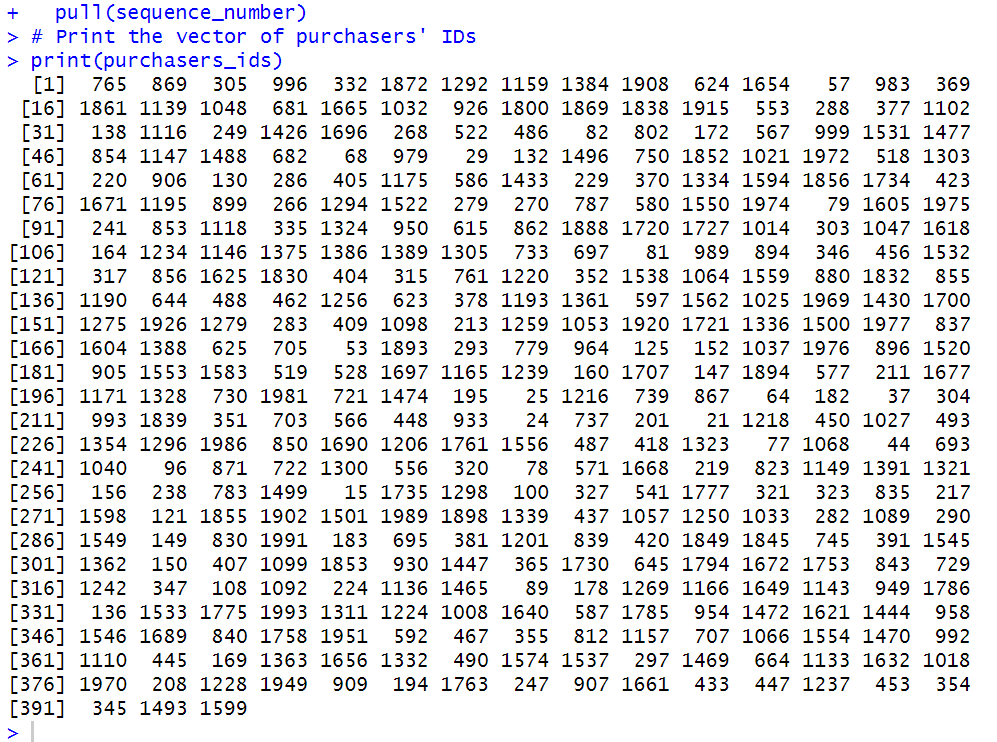 +   pull(sequence_number)
> # Print the vector of purchasers' IDs
> print(purchasers_ids)
  [1]  765  869  305  996  332 1872 1292 1159 1384 1908  624 1654   57  983  369
 [16] 1861 1139 1048  681 1665 1032  926 1800 1869 1838 1915  553  288  377 1102
 [31]  138 1116  249 1426 1696  268  522  486   82  802  172  567  999 1531 1477
 [46]  854 1147 1488  682   68  979   29  132 1496  750 1852 1021 1972  518 1303
 [61]  220  906  130  286  405 1175  586 1433  229  370 1334 1594 1856 1734  423
 [76] 1671 1195  899  266 1294 1522  279  270  787  580 1550 1974   79 1605 1975
 [91]  241  853 1118  335 1324  950  615  862 1888 1720 1727 1014  303 1047 1618
[106]  164 1234 1146 1375 1386 1389 1305  733  697   81  989  894  346  456 1532
[121]  317  856 1625 1830  404  315  761 1220  352 1538 1064 1559  880 1832  855
[136] 1190  644  488  462 1256  623  378 1193 1361  597 1562 1025 1969 1430 1700
[151] 1275 1926 1279  283  409 1098  213 1259 1053 1920 1721 1336 1500 1977  837
[166] 1604 1388  625  705   53 1893  293  779  964  125  152 1037 1976  896 1520
[181]  905 1553 1583  519  528 1697 1165 1239  160 1707  147 1894  577  211 1677
[196] 1171 1328  730 1981  721 1474  195   25 1216  739  867   64  182   37  304
[211]  993 1839  351  703  566  448  933   24  737  201   21 1218  450 1027  493
[226] 1354 1296 1986  850 1690 1206 1761 1556  487  418 1323   77 1068   44  693
[241] 1040   96  871  722 1300  556  320   78  571 1668  219  823 1149 1391 1321
[256]  156  238  783 1499   15 1735 1298  100  327  541 1777  321  323  835  217
[271] 1598  121 1855 1902 1501 1989 1898 1339  437 1057 1250 1033  282 1089  290
[286] 1549  149  830 1991  183  695  381 1201  839  420 1849 1845  745  391 1545
[301] 1362  150  407 1099 1853  930 1447  365 1730  645 1794 1672 1753  843  729
[316] 1242  347  108 1092  224 1136 1465   89  178 1269 1166 1649 1143  949 1786
[331]  136 1533 1775 1993 1311 1224 1008 1640  587 1785  954 1472 1621 1444  958
[346] 1546 1689  840 1758 1951  592  467  355  812 1157  707 1066 1554 1470  992
[361] 1110  445  169 1363 1656 1332  490 1574 1537  297 1469  664 1133 1632 1018
[376] 1970  208 1228 1949  909  194 1763  247  907 1661  433  447 1237  453  354
[391]  345 1493 1599
>